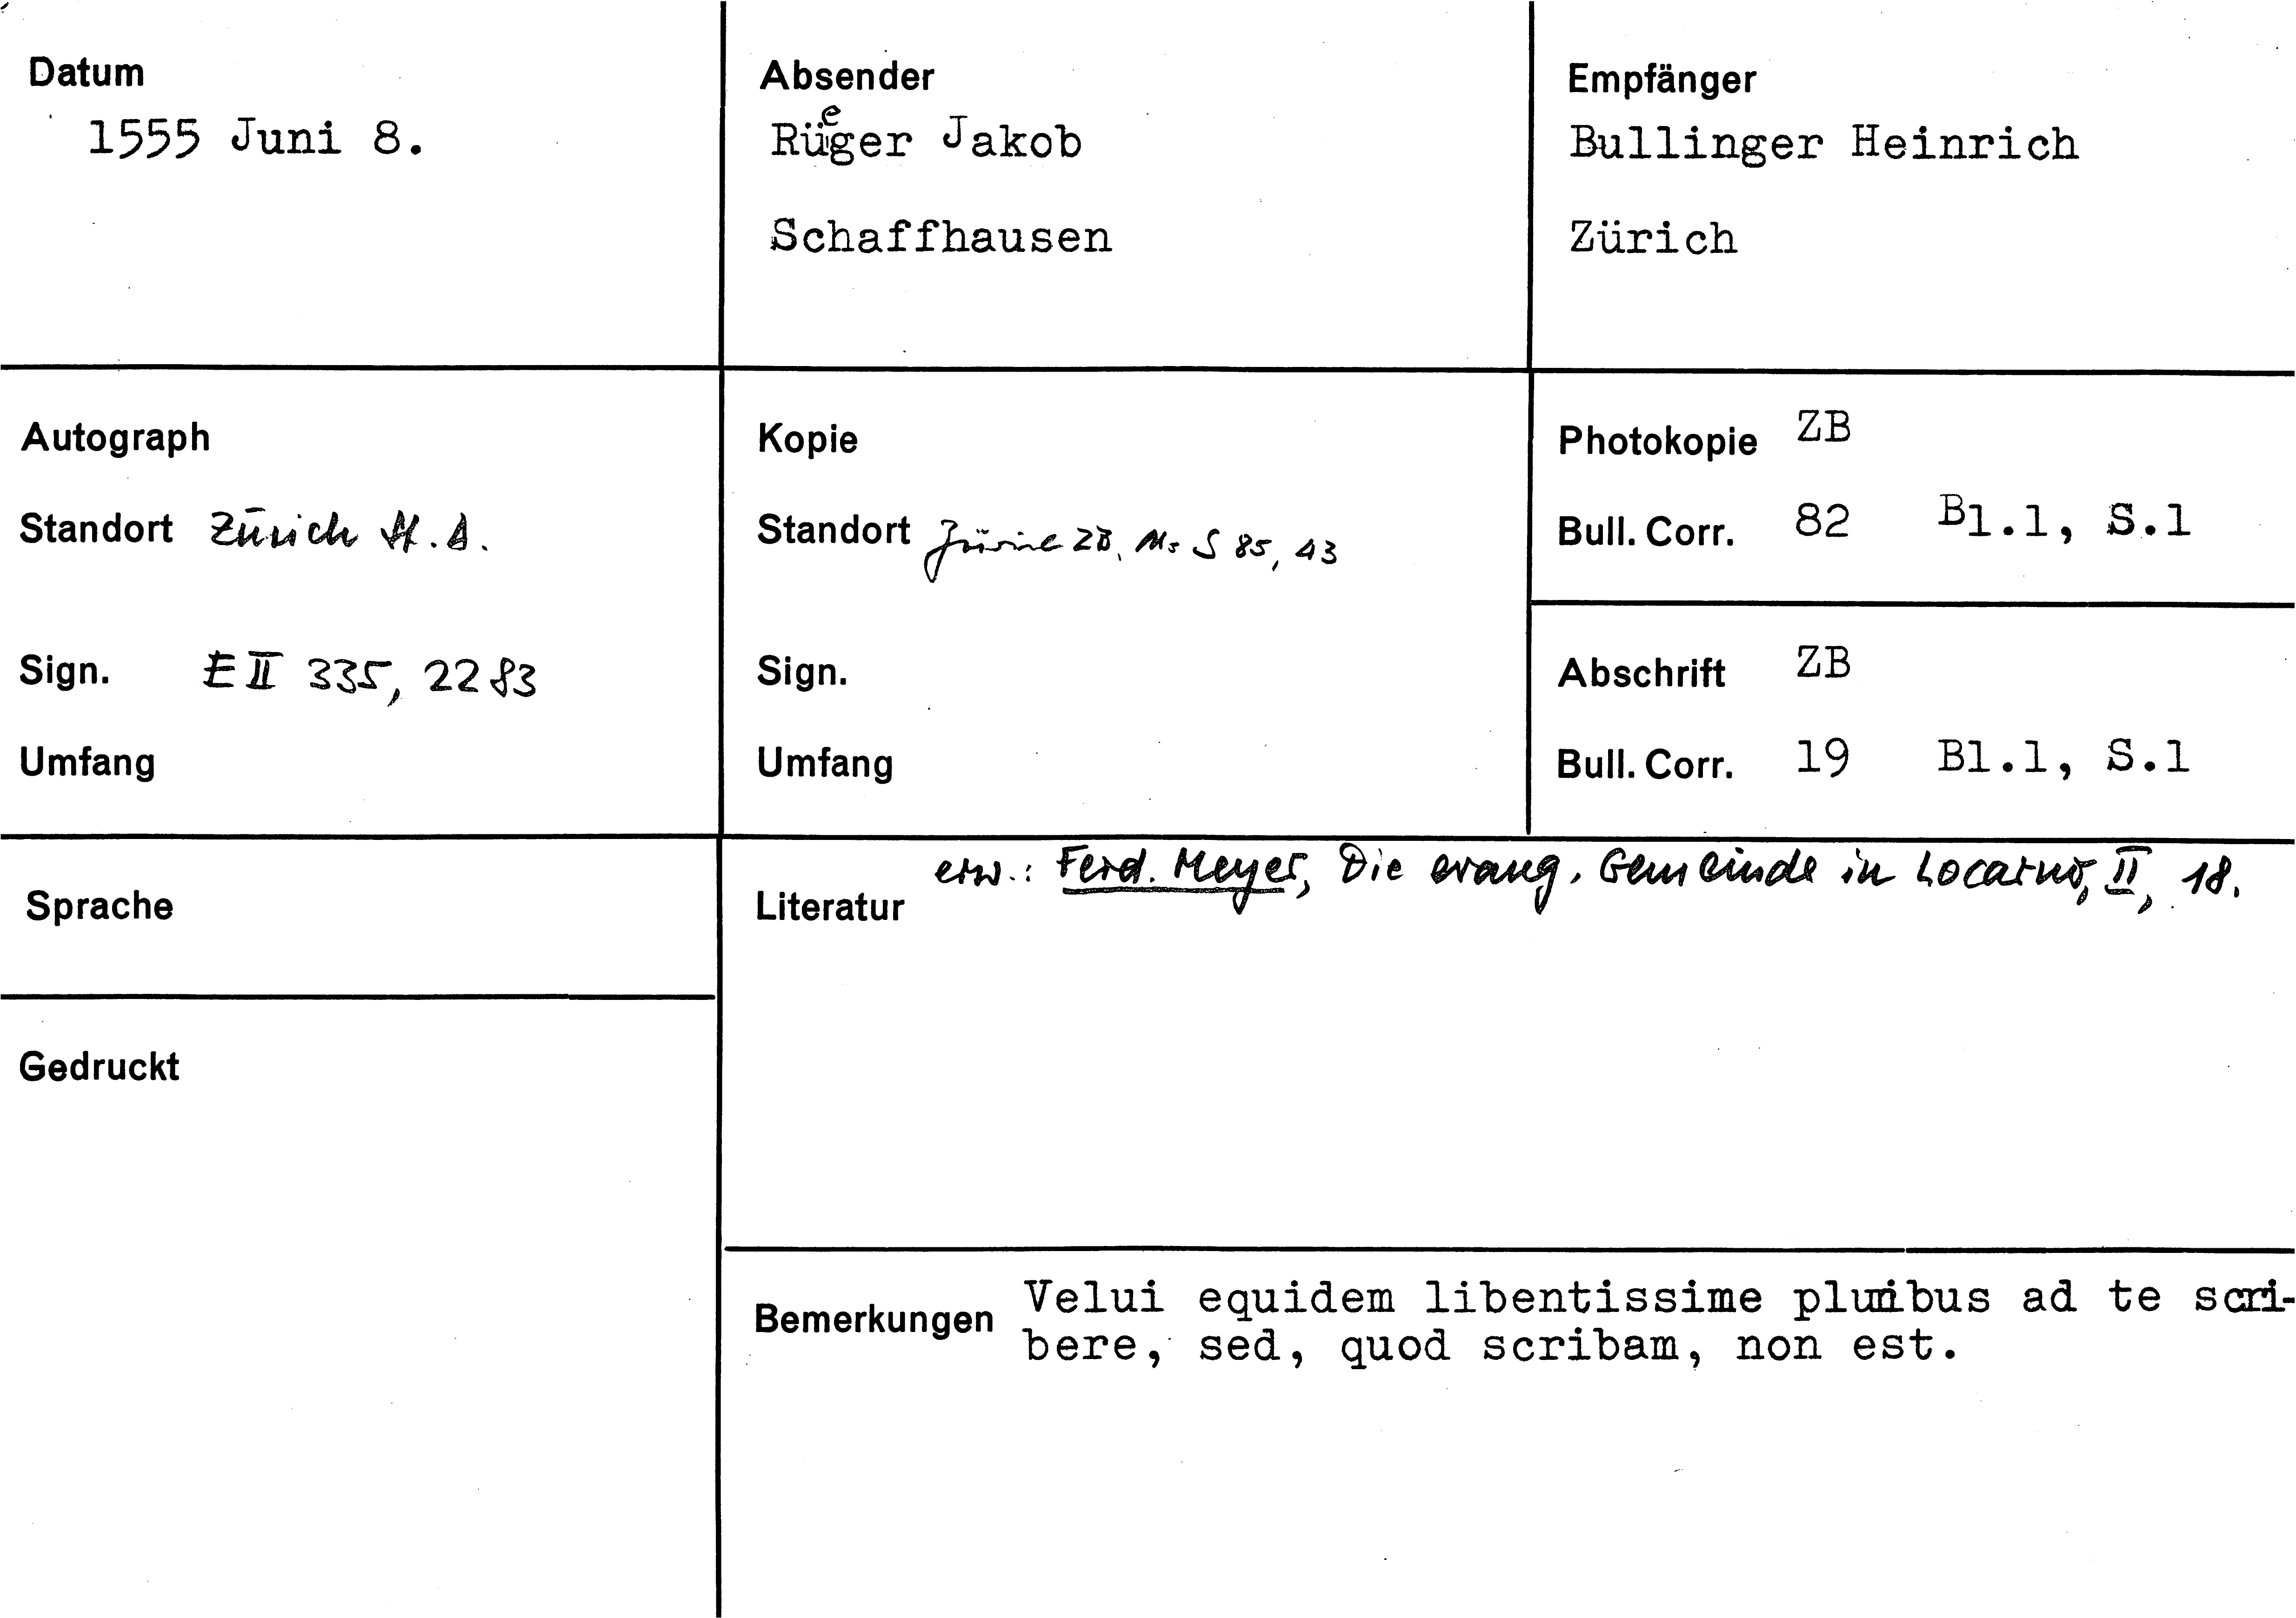 Datum
1555 Juni 8.
Absender
Rüeger Jakob
Schaffhausen
Empfänger
Bullinger Heinrich
Zürich
Autograph
Standort Zürich St.A.
Sign. E II 335, 2283
Umfang
Kopie
Standort Zürich ZB, Ms S 85, 43
Sign.
Umfang
Photokopie ZB
Bull. Corr. 82 Bl.1, S.1
Abschrift ZB
Bull. Corr. 19 Bl.1, S.1
Sprache
Gedruckt
Literatur erw.: Ferd. Meyer, Die evang. Gemeinde in Locarno, II, 18.
Bemerkungen Velui equidem libentissime pluribus ad te scri-
bere, sed, quod scribam, non est.